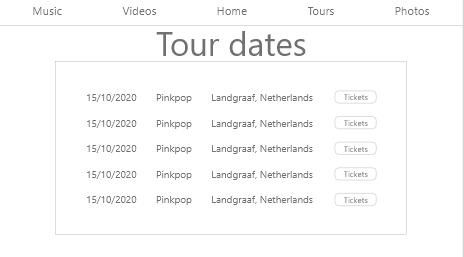 Music Videos Home Tours Photos
Tour dates
15/10/2020 Pinkpop Landgraaf, Netherlands Tickets
15/10/2020 Pinkpop Landgraaf, Netherlands Tickets
15/10/2020 Pinkpop Landgraaf, Netherlands Tickets
15/10/2020 Pinkpop Landgraaf, Netherlands Tickets
15/10/2020 Pinkpop Landgraaf, Netherlands Tickets